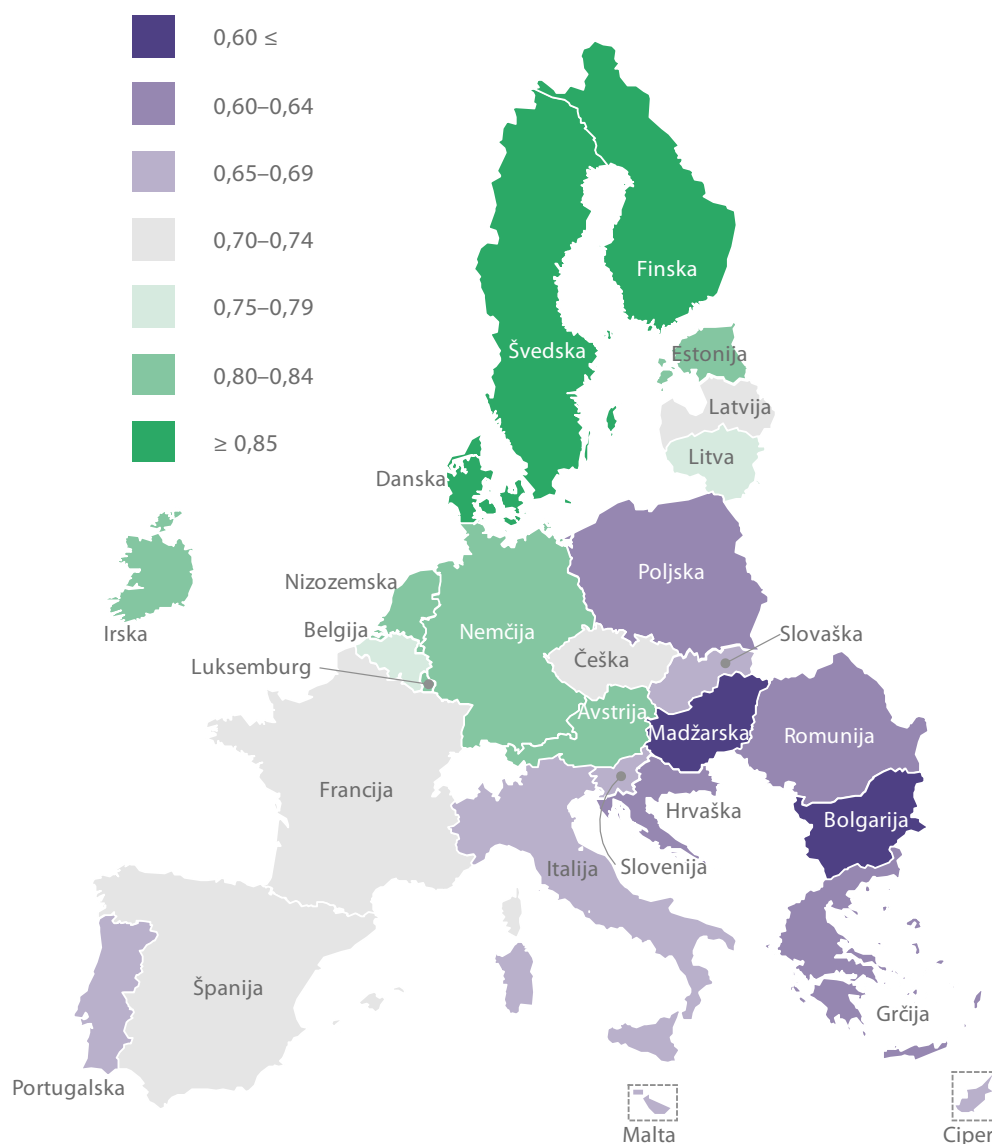 0,60 ≤
0,60–0,64
0,65–0,69
0,70–0,74
0,75–0,79
0,80–0,84
≥ 0,85
Finska
Švedska
Estonija
Latvija
Litva
Danska
Poljska
Nizozemska
Irska
Belgija
Nemčija
Slovaška
Češka
Luksemburg
Avstrija
Madžarska
Romunija
Francija
Hrvaška
Bolgarija
Italija
Slovenija
Španija
Grčija
Portugalska
Malta
Ciper